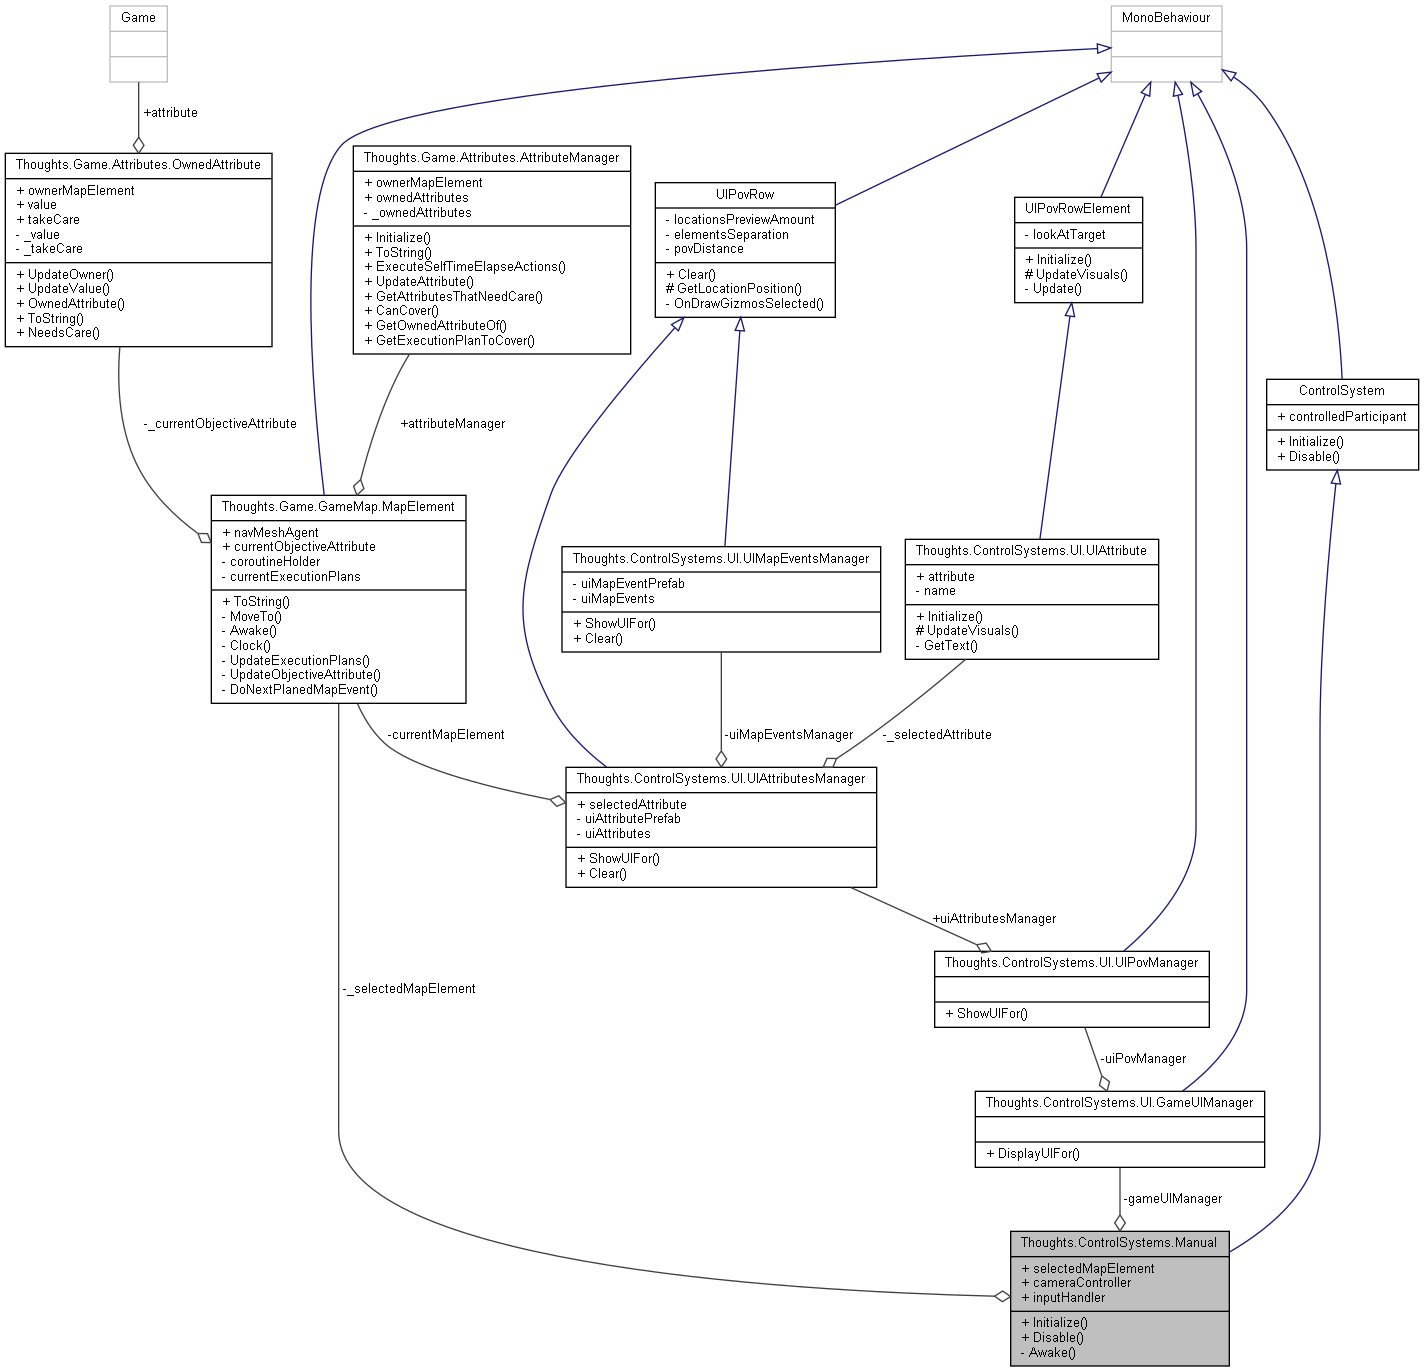 Game
MonoBehaviour
+attribute
Thoughts.Game.Attributes.OwnedAttribute
+ ownerMapElement
+ value
+ takeCare
- _value
- _takeCare
+ UpdateOwner()
+ UpdateValue()
+ OwnedAttribute()
+ ToString()
+ NeedsCare()
Thoughts.Game.Attributes.AttributeManager
+ ownerMapElement
+ ownedAttributes
- _ownedAttributes
+ Initialize()
+ ToString()
+ ExecuteSelfTimeElapseActions()
+ UpdateAttribute()
+ GetAttributesThatNeedCare()
+ CanCover()
+ GetOwnedAttributeOf()
+ GetExecutionPlanToCover()
UIPovRow
- locationsPreviewAmount
- elementsSeparation
- povDistance
+ Clear()
# GetLocationPosition()
- OnDrawGizmosSelected()
UIPovRowElement
- lookAtTarget
+ Initialize()
# UpdateVisuals()
- Update()
ControlSystem
+ controlledParticipant
+ Initialize()
+ Disable()
-_currentObjectiveAttribute
+attributeManager
Thoughts.Game.GameMap.MapElement
+ navMeshAgent
+ currentObjectiveAttribute
- coroutineHolder
- currentExecutionPlans
+ ToString()
- MoveTo()
- Awake()
- Clock()
- UpdateExecutionPlans()
- UpdateObjectiveAttribute()
- DoNextPlanedMapEvent()
Thoughts.ControlSystems.UI.UIMapEventsManager
- uiMapEventPrefab
- uiMapEvents
+ ShowUIFor()
+ Clear()
Thoughts.ControlSystems.UI.UIAttribute
+ attribute
- name
+ Initialize()
# UpdateVisuals()
- GetText()
-currentMapElement
-uiMapEventsManager
-_selectedAttribute
Thoughts.ControlSystems.UI.UIAttributesManager
+ selectedAttribute
- uiAttributePrefab
- uiAttributes
+ ShowUIFor()
+ Clear()
+uiAttributesManager
Thoughts.ControlSystems.UI.UIPovManager
+ ShowUIFor()
-_selectedMapElement
-uiPovManager
Thoughts.ControlSystems.UI.GameUIManager
+ DisplayUIFor()
-gameUIManager
Thoughts.ControlSystems.Manual
+ selectedMapElement
+ cameraController
+ inputHandler
+ Initialize()
+ Disable()
- Awake()